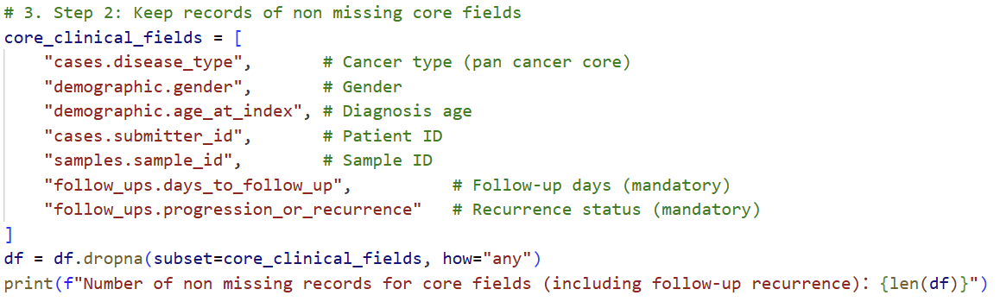 # 3. Step 2: Keep records of non missing core fields
core_clinical_fields = [
    "cases.disease_type",        # Cancer type (pan cancer core)
    "demographic.gender",       # Gender
    "demographic.age_at_index", # Diagnosis age
    "cases.submitter_id",       # Patient ID
    "samples.sample_id",        # Sample ID
    "follow_ups.days_to_follow_up",          # Follow-up days (mandatory)
    "follow_ups.progression_or_recurrence"   # Recurrence status (mandatory)
]
df = df.dropna(subset=core_clinical_fields, how="any")
print(f"Number of non missing records for core fields (including follow-up recurrence): {len(df)}")